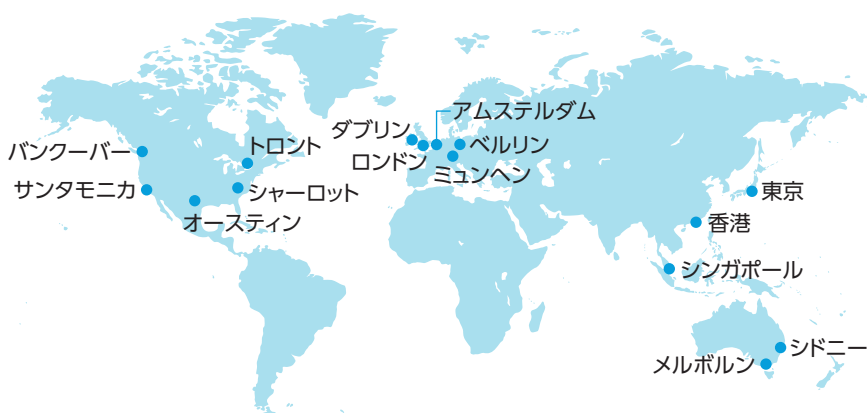 アムステルダム
ダブリン
トロント
ベルリン
バンクーバー
ロンドン
ミュンヘン
サンタモニカ
シャーロット
東京
オースティン
香港
シンガポール
シドニー
メルボルン